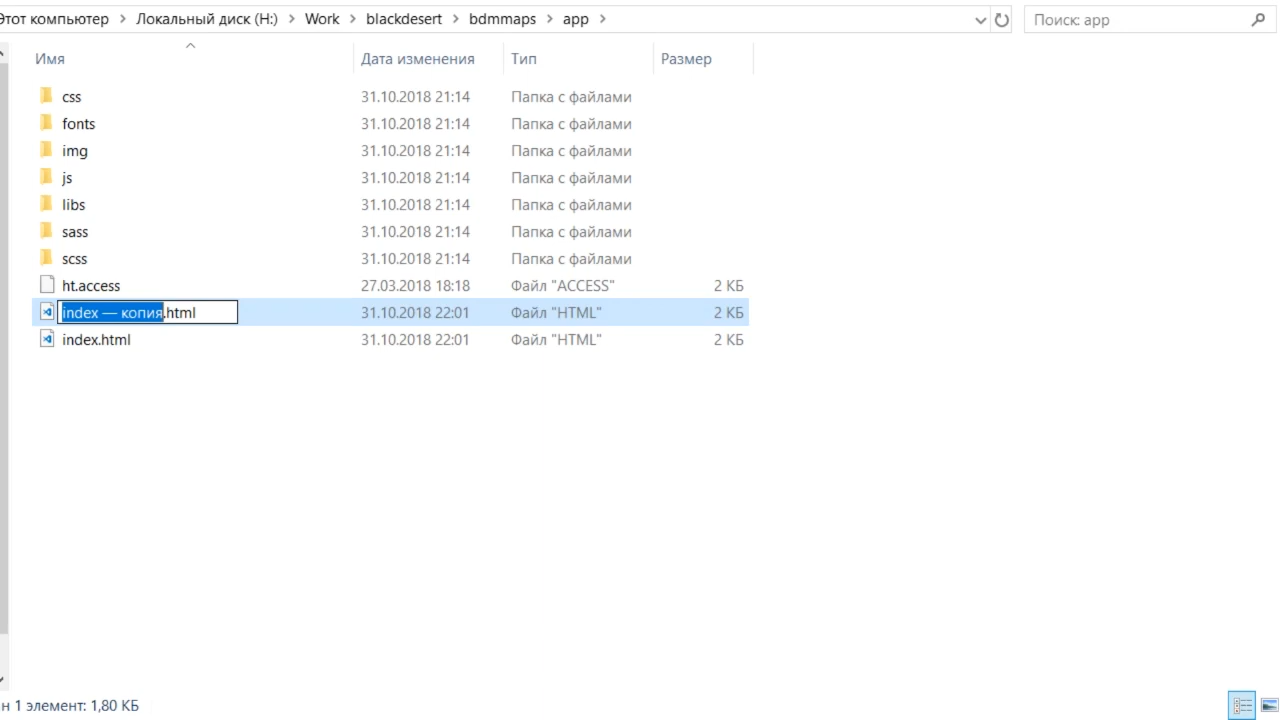 Этот компьютер > Локальный диск (H:) > Work > blackdesert > bdmmaps > app > Поиск: app
Имя Дата изменения Тип Размер
css 31.10.2018 21:14 Папка с файлами
fonts 31.10.2018 21:14 Папка с файлами
img 31.10.2018 21:14 Папка с файлами
js 31.10.2018 21:14 Папка с файлами
libs 31.10.2018 21:14 Папка с файлами
sass 31.10.2018 21:14 Папка с файлами
scss 31.10.2018 21:14 Папка с файлами
ht.access 27.03.2018 18:18 Файл "ACCESS" 2 КБ
index — копия.html 31.10.2018 22:01 Файл "HTML" 2 КБ
index.html 31.10.2018 22:01 Файл "HTML" 2 КБ
н 1 элемент: 1,80 КБ